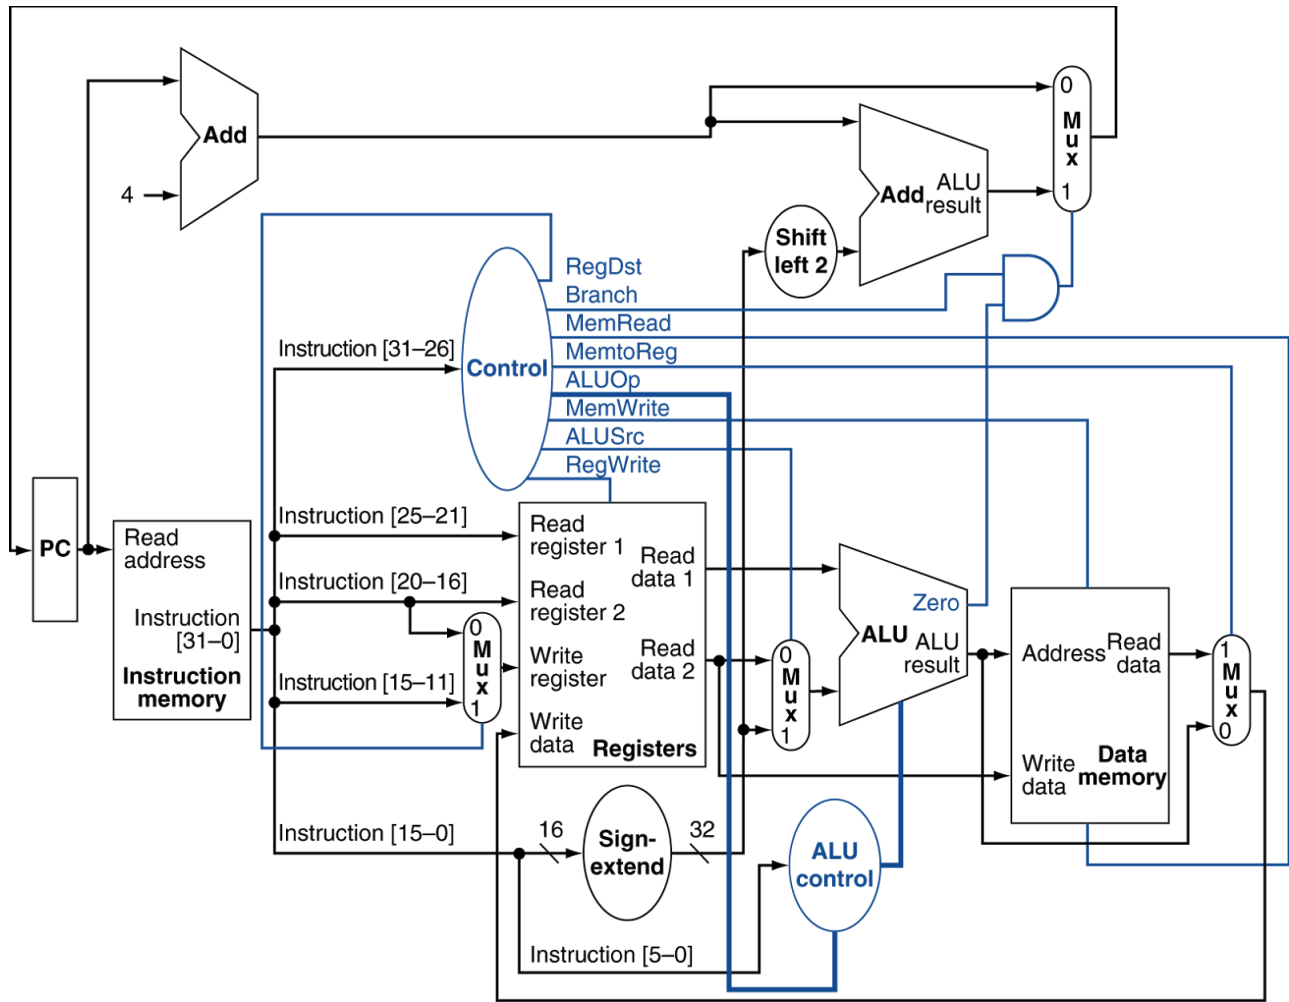 Add
4
0
Mux
1
Add
ALU
result
Shift
left 2
RegDst
Branch
MemRead
MemtoReg
ALUOp
MemWrite
ALUSrc
RegWrite
Control
Instruction [31–26]
Instruction [25–21]
Instruction [20–16]
Instruction [15–11]
Instruction [15–0]
Instruction [5–0]
PC
Read
address
Instruction
[31–0]
Instruction
memory
0
Mux
1
Read
register 1
Read
register 2
Write
register
Write
data
Read
data 1
Read
data 2
Registers
16
Sign-
extend
32
0
Mux
1
Zero
ALU
ALU
result
ALU
control
Address
Read
data
Write
data
Data
memory
1
Mux
0